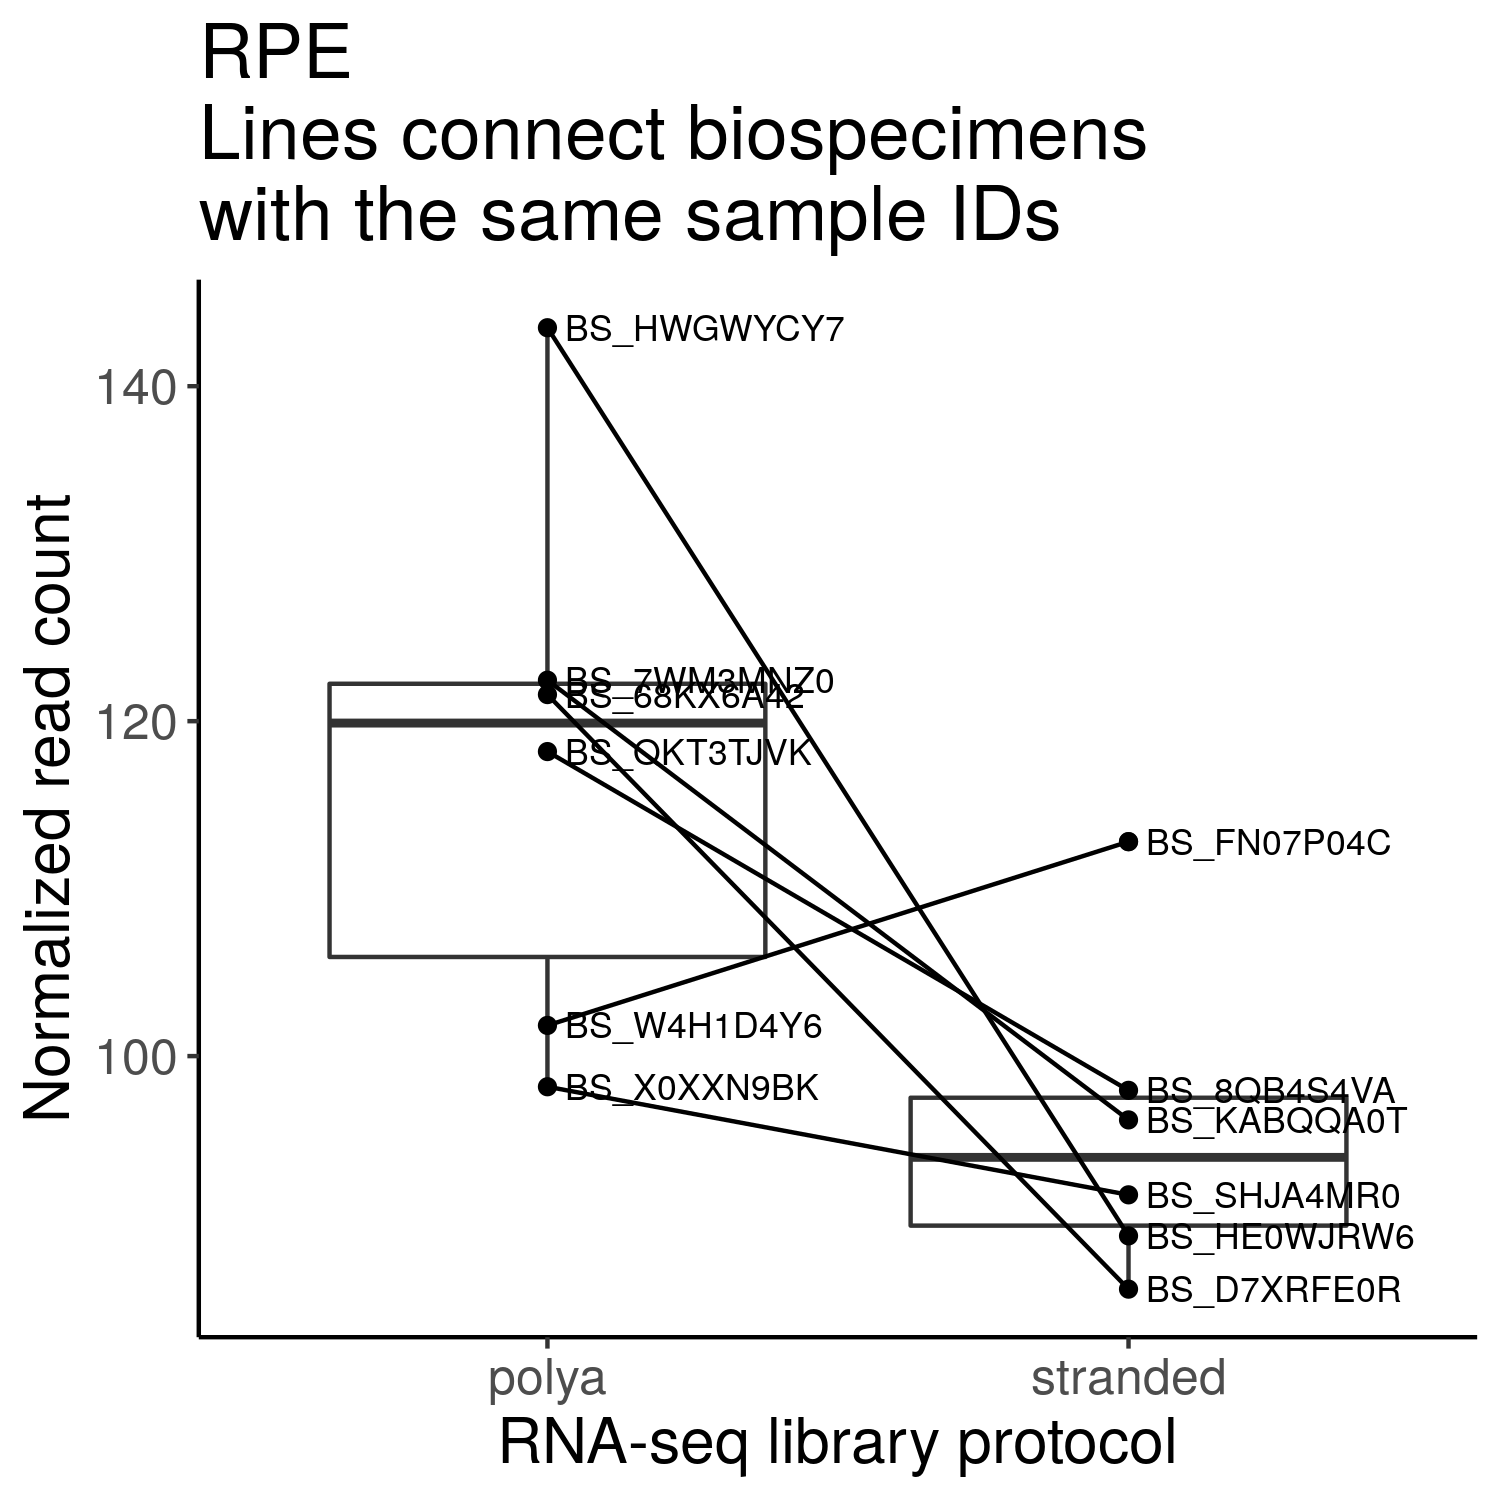 RPE
Lines connect biospecimens
with the same sample IDs
Normalized read count
140
120
100
BS_HWGWYCY7
BS_7WM3MNZ0
BS_68KX6A42
BS_OKT3TJVK
BS_W4H1D4Y6
BS_X0XXN9BK
BS_FN07P04C
BS_8QB4S4VA
BS_KABQQA0T
BS_SHJA4MR0
BS_HE0WJRW6
BS_D7XRFE0R
polya
stranded
RNA-seq library protocol